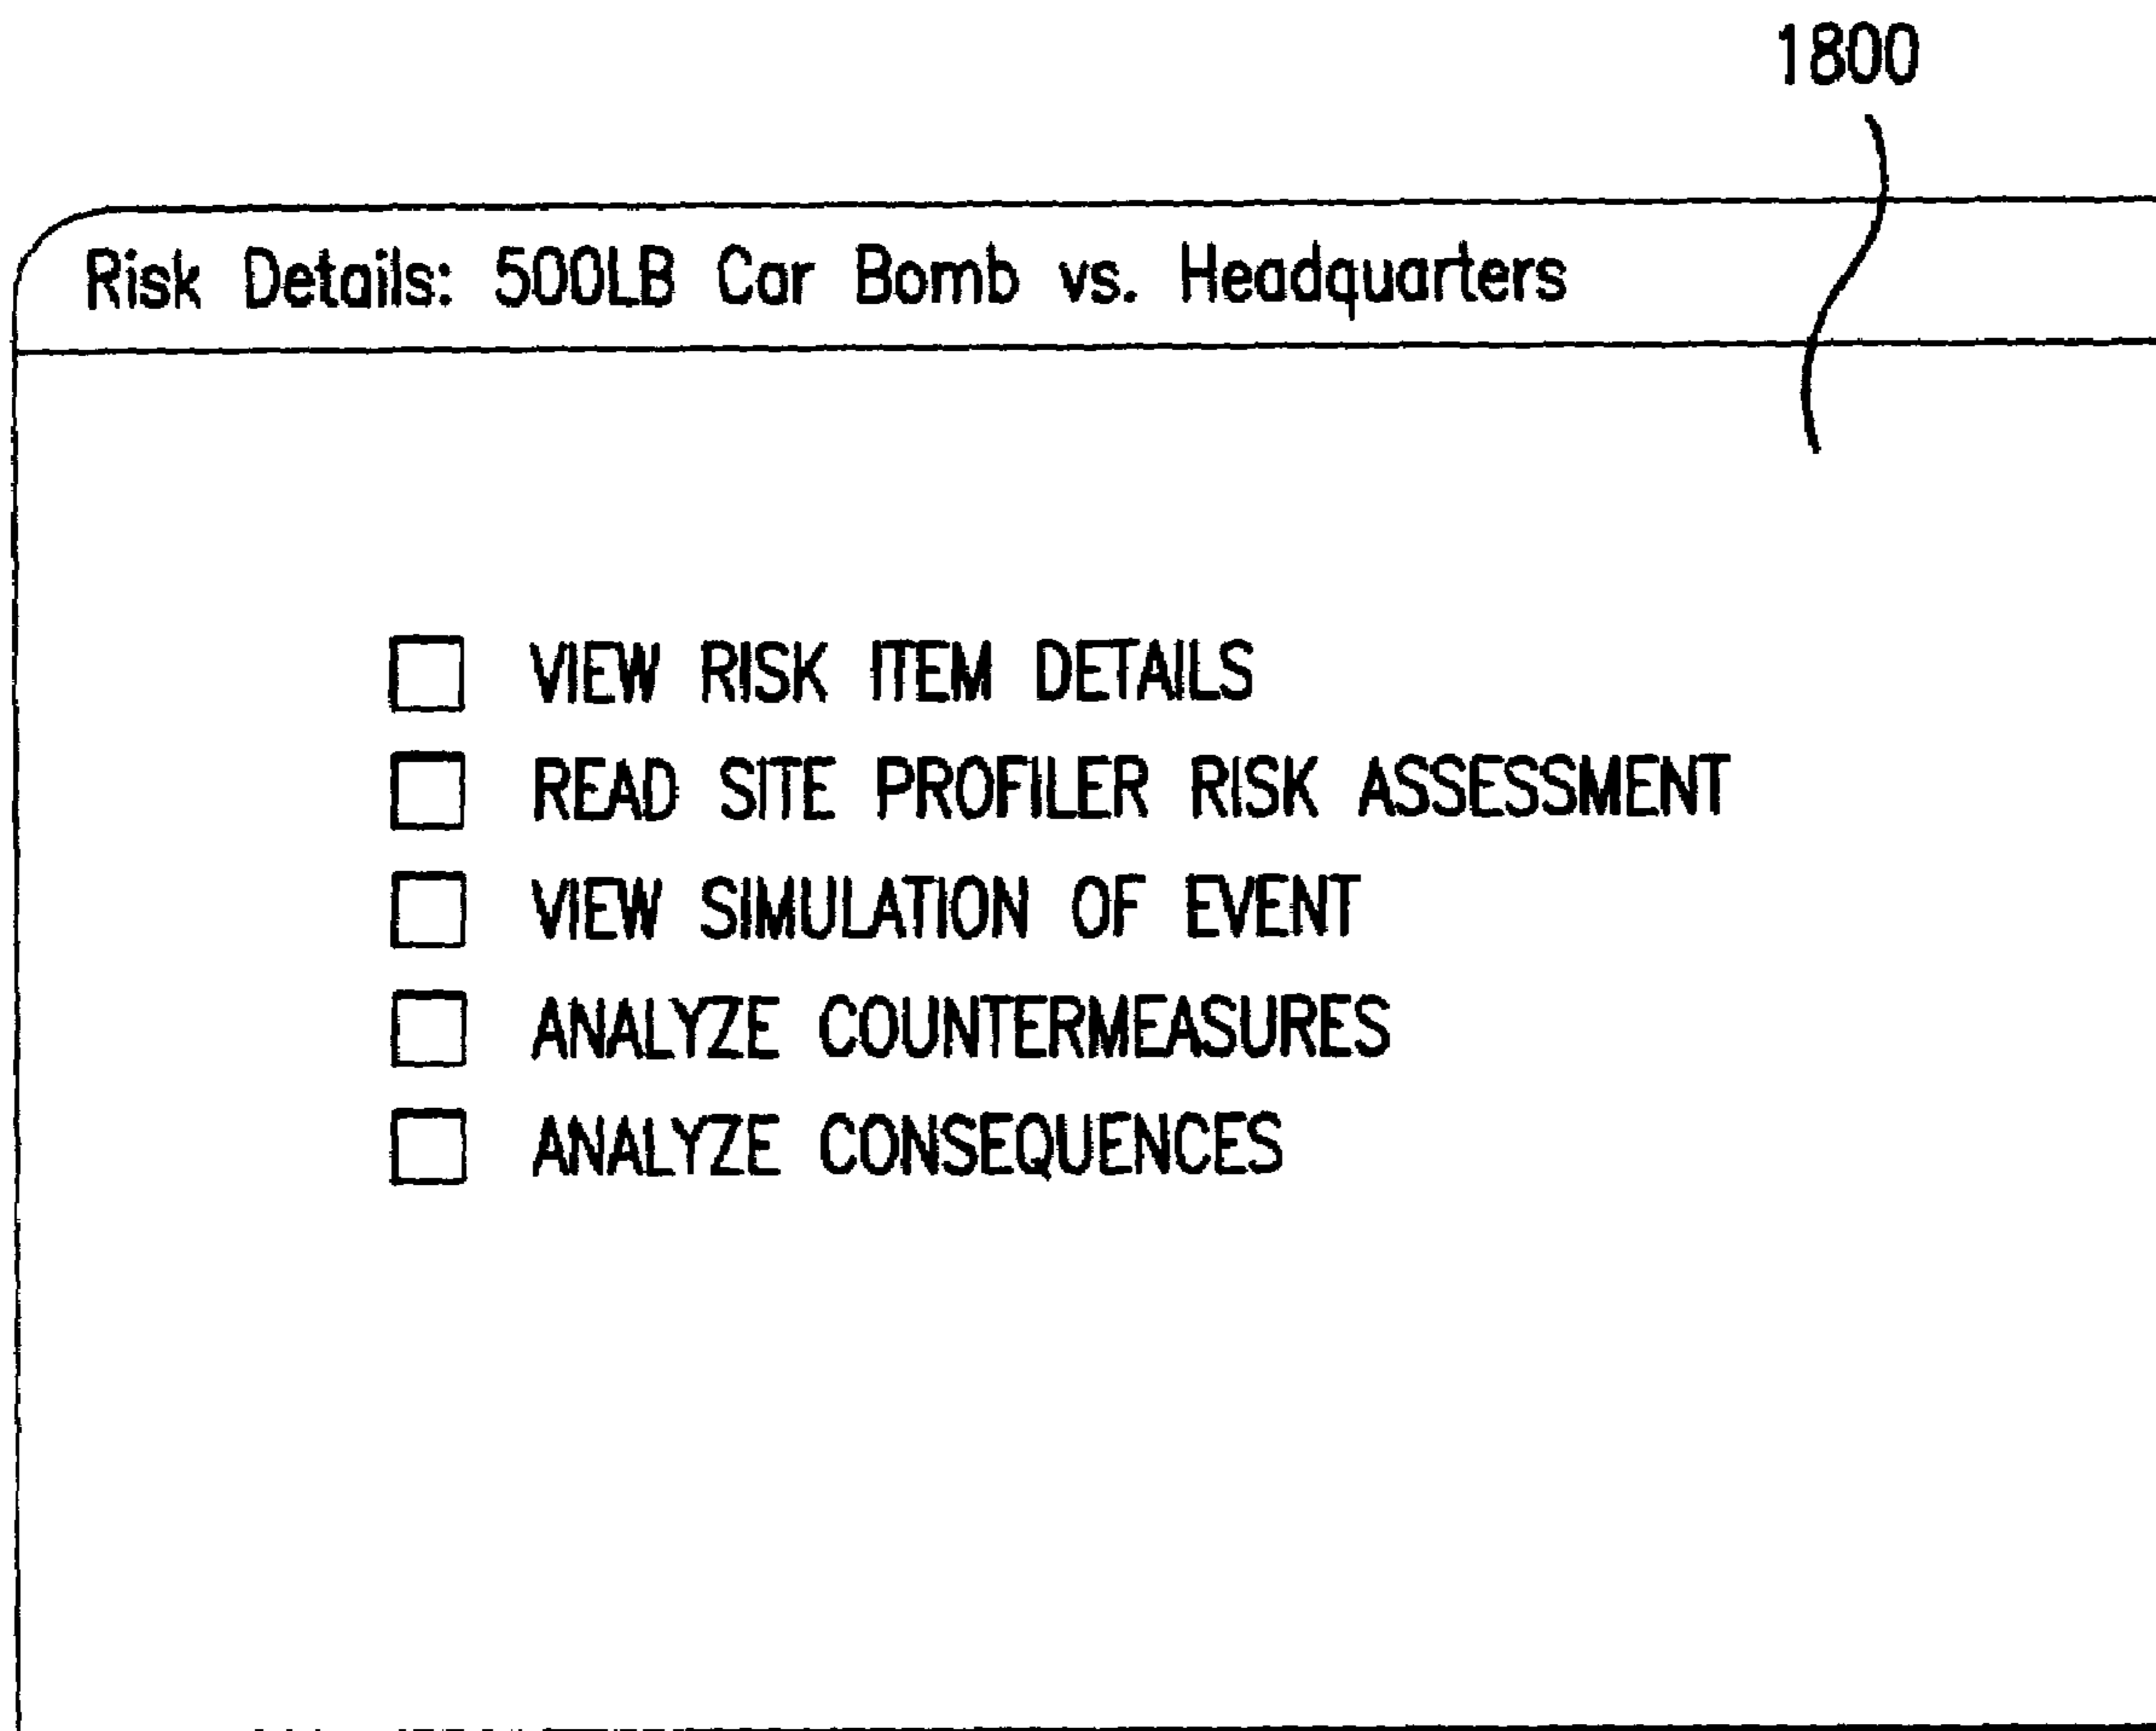 1800
Risk Details: 500LB Car Bomb vs. Headquarters
VIEW RISK ITEM DETAILS
READ SITE PROFILER RISK ASSESSMENT
VIEW SIMULATION OF EVENT
ANALYZE COUNTERMEASURES
ANALYZE CONSEQUENCES